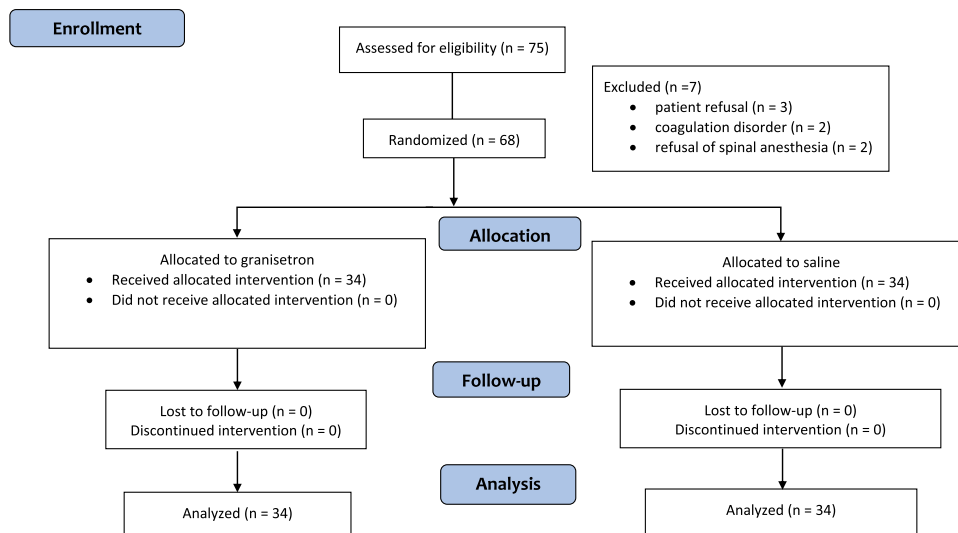 Enrollment
Assessed for eligibility (n = 75)
Excluded (n =7)
• patient refusal (n = 3)
• coagulation disorder (n = 2)
• refusal of spinal anesthesia (n = 2)
Randomized (n = 68)
Allocation
Allocated to granisetron
• Received allocated intervention (n = 34)
• Did not receive allocated intervention (n = 0)
Allocated to saline
• Received allocated intervention (n = 34)
• Did not receive allocated intervention (n = 0)
Follow-up
Lost to follow-up (n = 0)
Discontinued intervention (n = 0)
Lost to follow-up (n = 0)
Discontinued intervention (n = 0)
Analysis
Analyzed (n = 34)
Analyzed (n = 34)